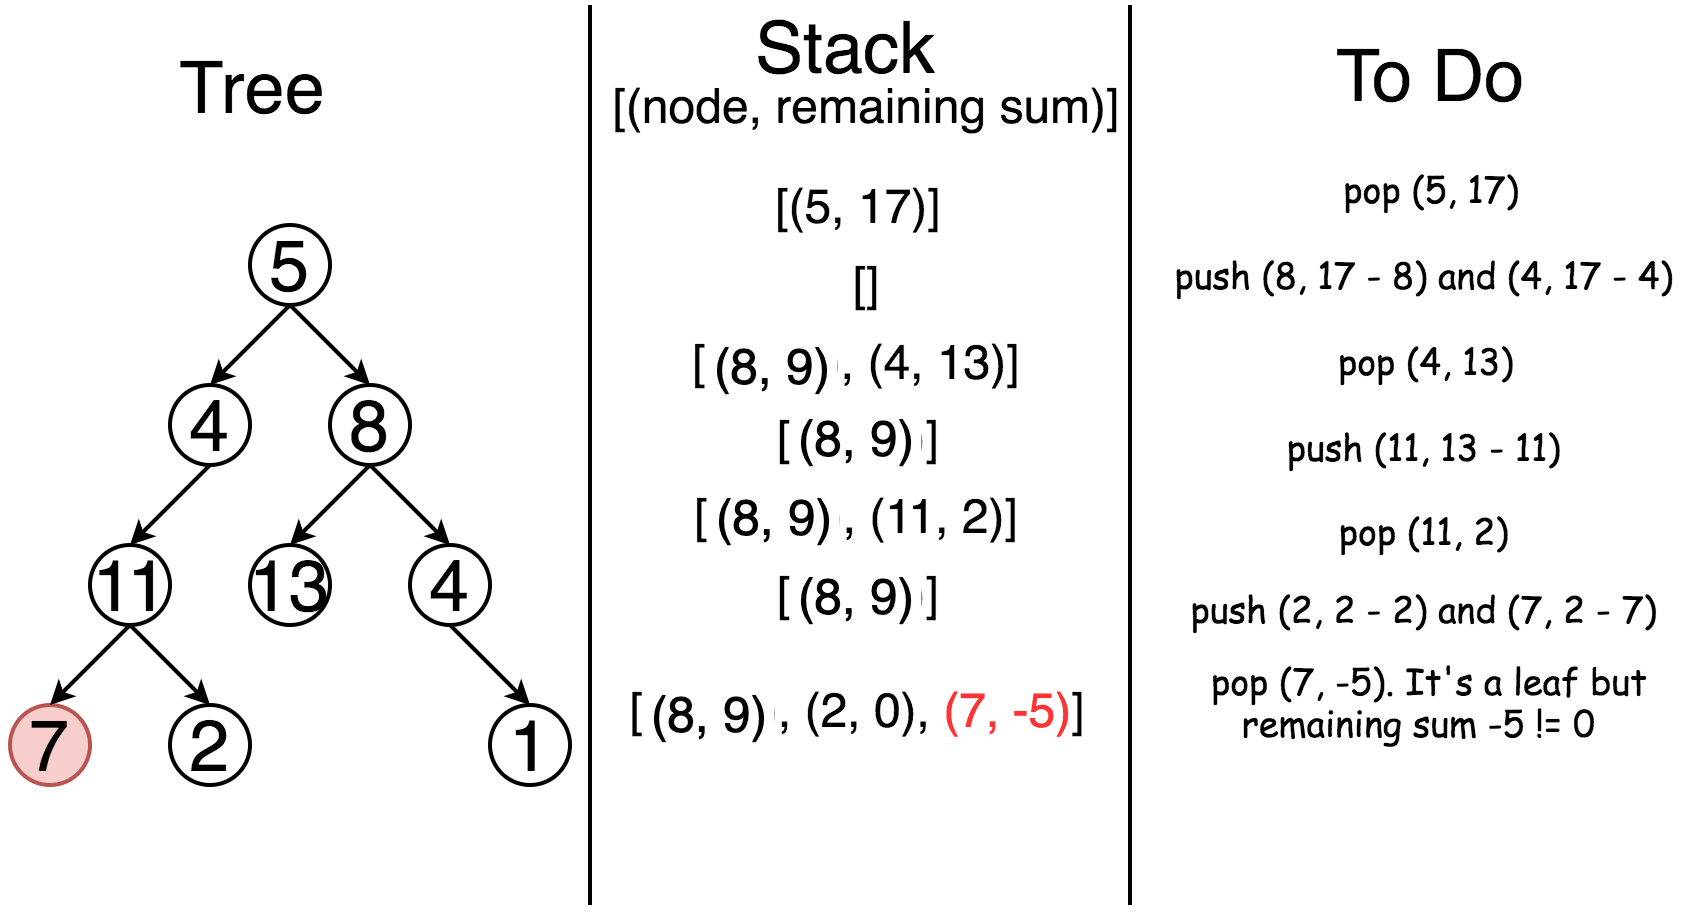 Tree
5
4 8
11 13 4
7 2 1
Stack
[(node, remaining sum)]
[(5, 17)]
[]
[(8, 9), (4, 13)]
[(8, 9)]
[(8, 9), (11, 2)]
[(8, 9)]
[(8, 9), (2, 0), (7, -5)]
To Do
pop (5, 17)
push (8, 17 - 8) and (4, 17 - 4)
pop (4, 13)
push (11, 13 - 11)
pop (11, 2)
push (2, 2 - 2) and (7, 2 - 7)
pop (7, -5). It's a leaf but
remaining sum -5 != 0